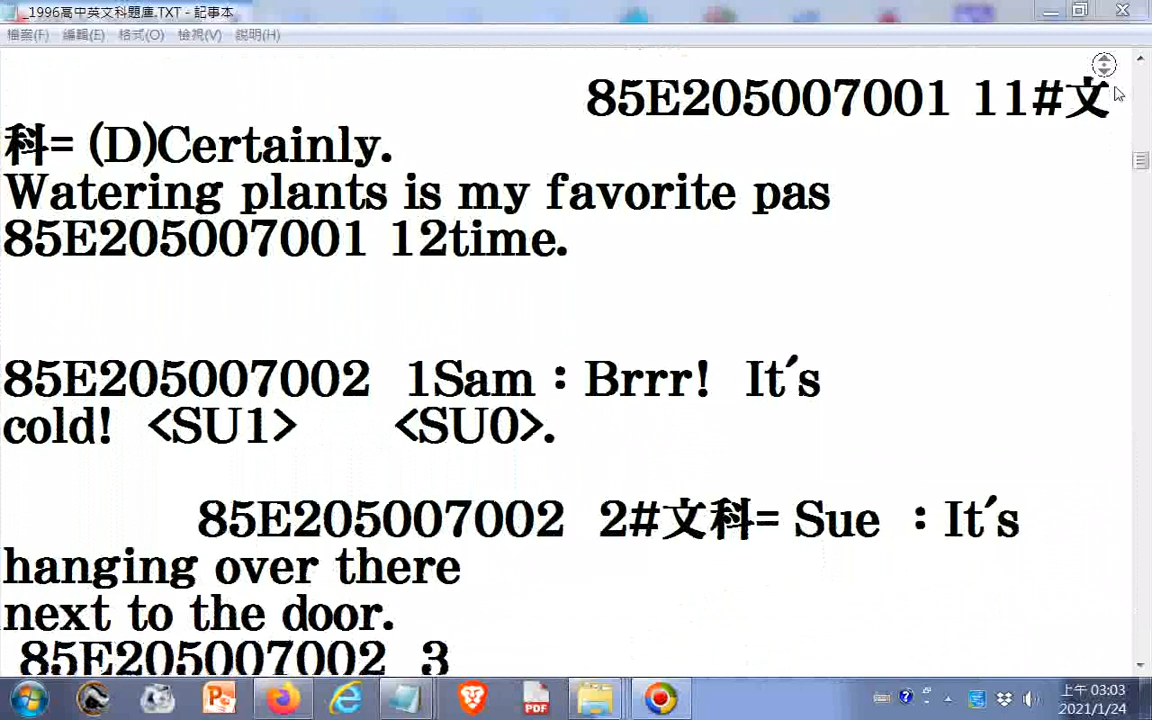 _1996高中英文科題庫.TXT - 記事本
檔案(F) 編輯(E) 格式(O) 檢視(V) 說明(H)
85E205007001 11#文
科= (D)Certainly.
Watering plants is my favorite pas
85E205007001 12time.
85E205007002 1Sam：Brrr! It's
cold! <SU1> <SU0>.
85E205007002 2#文科= Sue ：It's
hanging over there
next to the door.
85E205007002 3
PDF
上午 03:03
2021/1/24